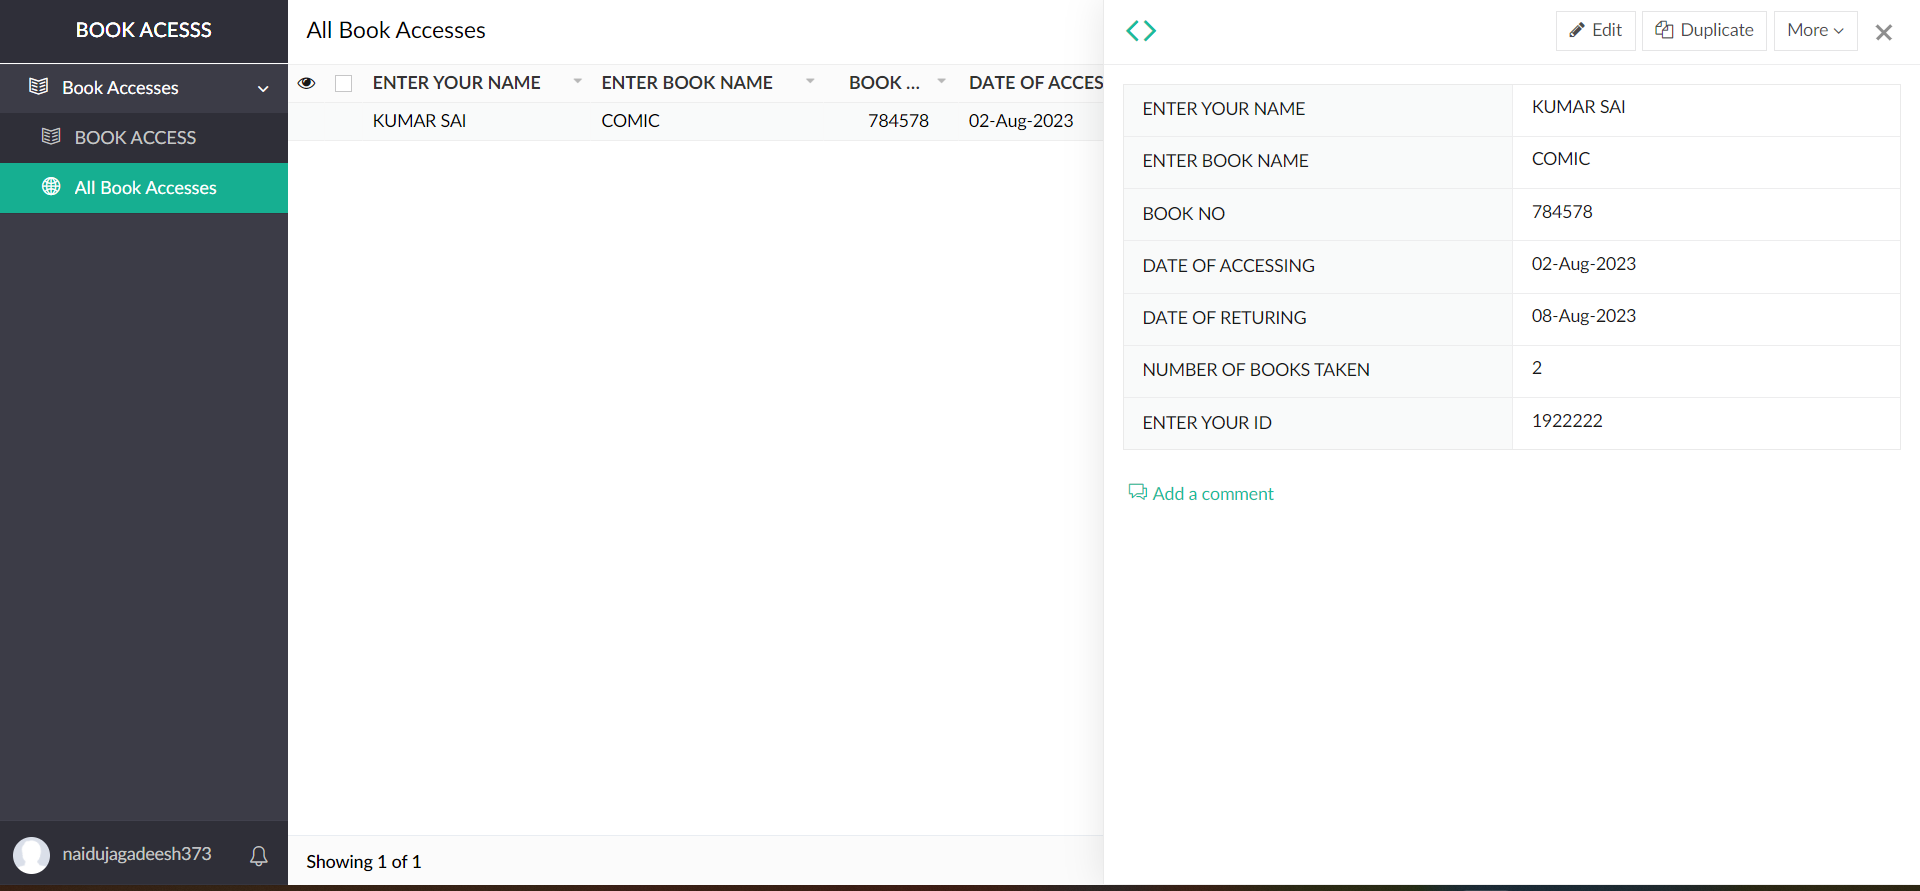 BOOK ACESSS
Book Accesses
BOOK ACCESS
All Book Accesses
naidujagadeesh373
All Book Accesses
ENTER YOUR NAME ENTER BOOK NAME BOOK ... DATE OF ACCES
KUMAR SAI COMIC 784578 02-Aug-2023
Showing 1 of 1
Edit Duplicate More
ENTER YOUR NAME KUMAR SAI
ENTER BOOK NAME COMIC
BOOK NO 784578
DATE OF ACCESSING 02-Aug-2023
DATE OF RETURING 08-Aug-2023
NUMBER OF BOOKS TAKEN 2
ENTER YOUR ID 1922222
Add a comment